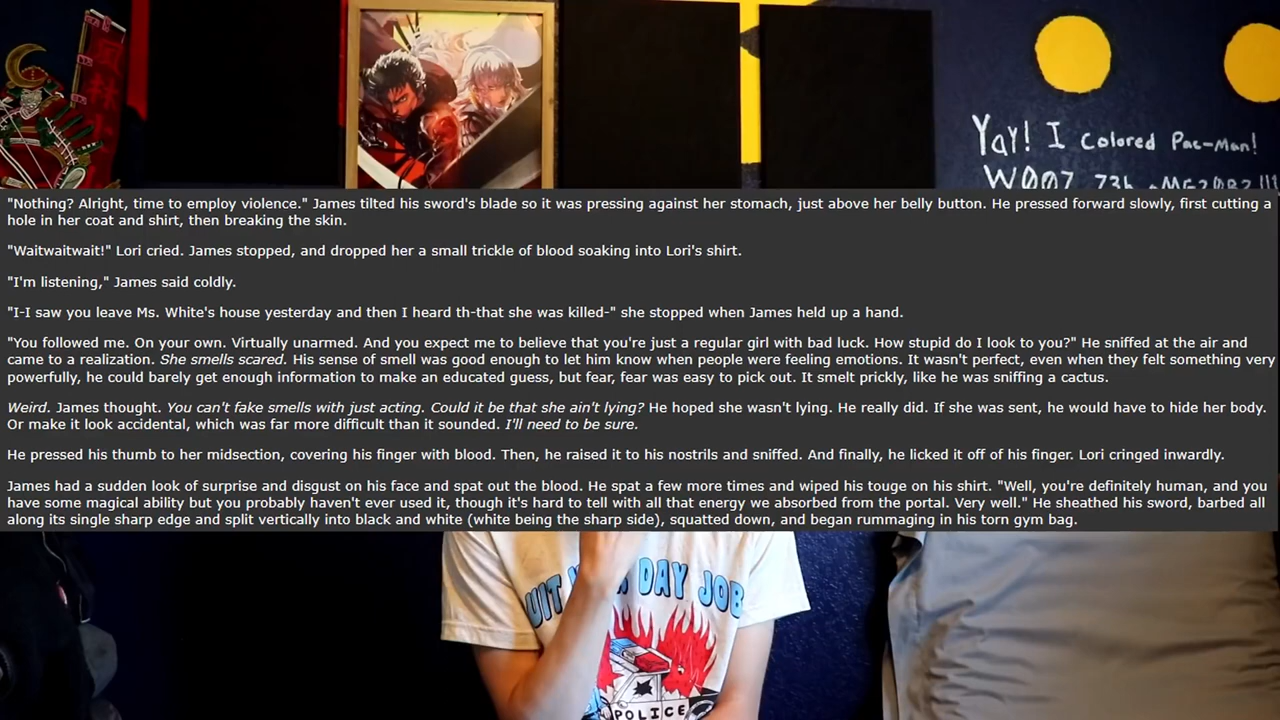 Yay! I Colored Pac-Man!
"Nothing? Alright, time to employ violence." James tilted his sword's blade so it was pressing against her stomach, just above her belly button. He pressed forward slowly, first cutting a
hole in her coat and shirt, then breaking the skin.
"Waitwaitwait!" Lori cried. James stopped, and dropped her a small trickle of blood soaking into Lori's shirt.
"I'm listening," James said coldly.
"I-I saw you leave Ms. White's house yesterday and then I heard th-that she was killed-" she stopped when James held up a hand.
"You followed me. On your own. Virtually unarmed. And you expect me to believe that you're just a regular girl with bad luck. How stupid do I look to you?" He sniffed at the air and
came to a realization. She smells scared. His sense of smell was good enough to let him know when people were feeling emotions. It wasn't perfect, even when they felt something very
powerfully, he could barely get enough information to make an educated guess, but fear, fear was easy to pick out. It smelt prickly, like he was sniffing a cactus.
Weird. James thought. You can't fake smells with just acting. Could it be that she ain't lying? He hoped she wasn't lying. He really did. If she was sent, he would have to hide her body.
Or make it look accidental, which was far more difficult than it sounded. I'll need to be sure.
He pressed his thumb to her midsection, covering his finger with blood. Then, he raised it to his nostrils and sniffed. And finally, he licked it off of his finger. Lori cringed inwardly.
James had a sudden look of surprise and disgust on his face and spat out the blood. He spat a few more times and wiped his touge on his shirt. "Well, you're definitely human, and you
have some magical ability but you probably haven't ever used it, though it's hard to tell with all that energy we absorbed from the portal. Very well." He sheathed his sword, barbed all
along its single sharp edge and split vertically into black and white (white being the sharp side), squatted down, and began rummaging in his torn gym bag.
DAY JOB
POLICE